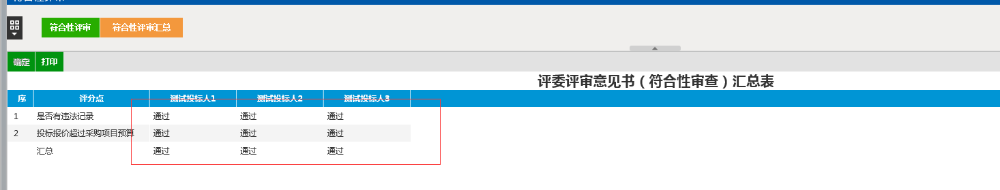 符合性评审 符合性评审汇总
确定 打印
评委评审意见书（符合性审查）汇总表
序 评分点 测试投标人1 测试投标人2 测试投标人3
1 是否有违法记录 通过 通过 通过
2 投标报价超过采购项目预算 通过 通过 通过
汇总 通过 通过 通过